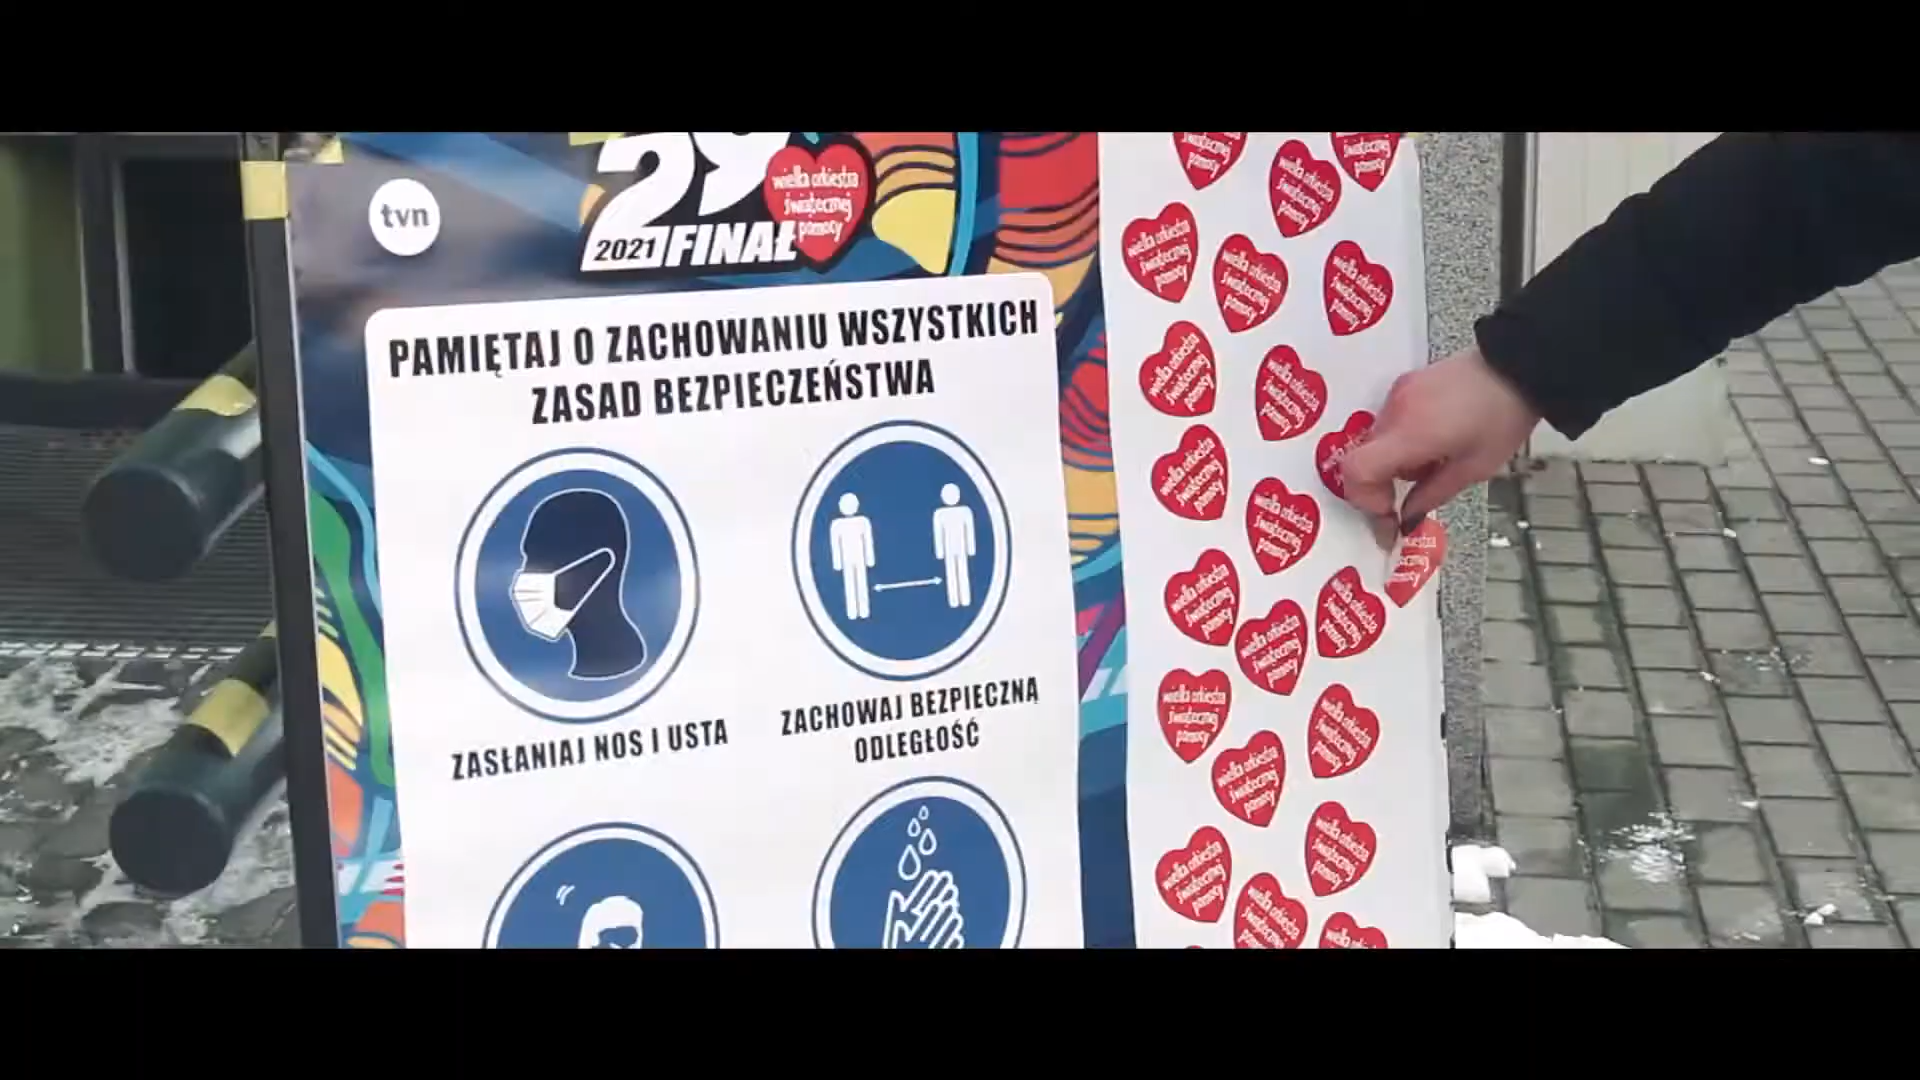 tvn
29
2021 FINAŁ
wielka orkiestra
świątecznej
pomocy
PAMIĘTAJ O ZACHOWANIU WSZYSTKICH
ZASAD BEZPIECZEŃSTWA
ZASŁANIAJ NOS I USTA
ZACHOWAJ BEZPIECZNĄ
ODLEGŁOŚĆ
wielka orkiestra
świątecznej
pomocy